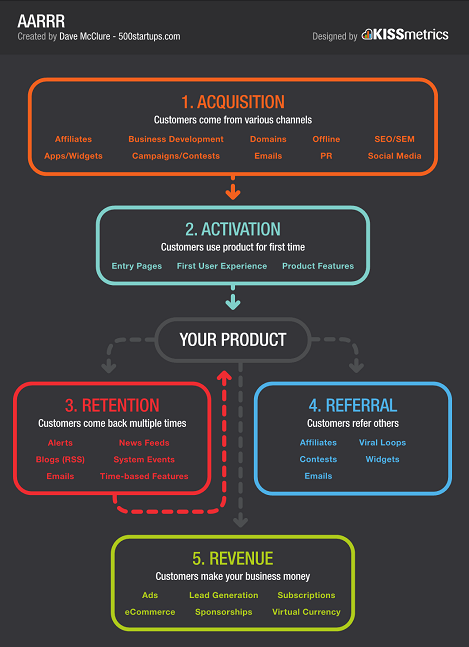 AARRR
Created by Dave McClure - 500startups.com
Designed by KISSmetrics
1. ACQUISITION
Customers come from various channels
Affiliates Business Development Domains Offline SEO/SEM
Apps/Widgets Campaigns/Contests Emails PR Social Media
2. ACTIVATION
Customers use product for first time
Entry Pages First User Experience Product Features
YOUR PRODUCT
3. RETENTION
Customers come back multiple times
Alerts News Feeds
Blogs (RSS) System Events
Emails Time-based Features
4. REFERRAL
Customers refer others
Affiliates Viral Loops
Contests Widgets
Emails
5. REVENUE
Customers make your business money
Ads Lead Generation Subscriptions
eCommerce Sponsorships Virtual Currency